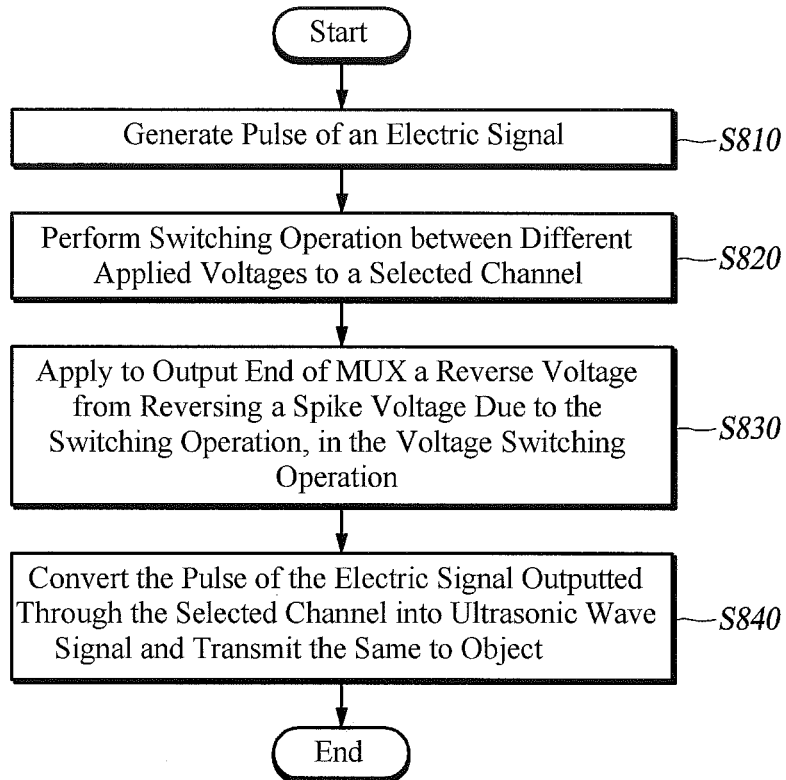 Start
Generate Pulse of an Electric Signal
S810
Perform Switching Operation between Different
Applied Voltages to a Selected Channel
S820
Apply to Output End of MUX a Reverse Voltage
from Reversing a Spike Voltage Due to the
Switching Operation, in the Voltage Switching
Operation
S830
Convert the Pulse of the Electric Signal Outputted
Through the Selected Channel into Ultrasonic Wave
Signal and Transmit the Same to Object
S840
End